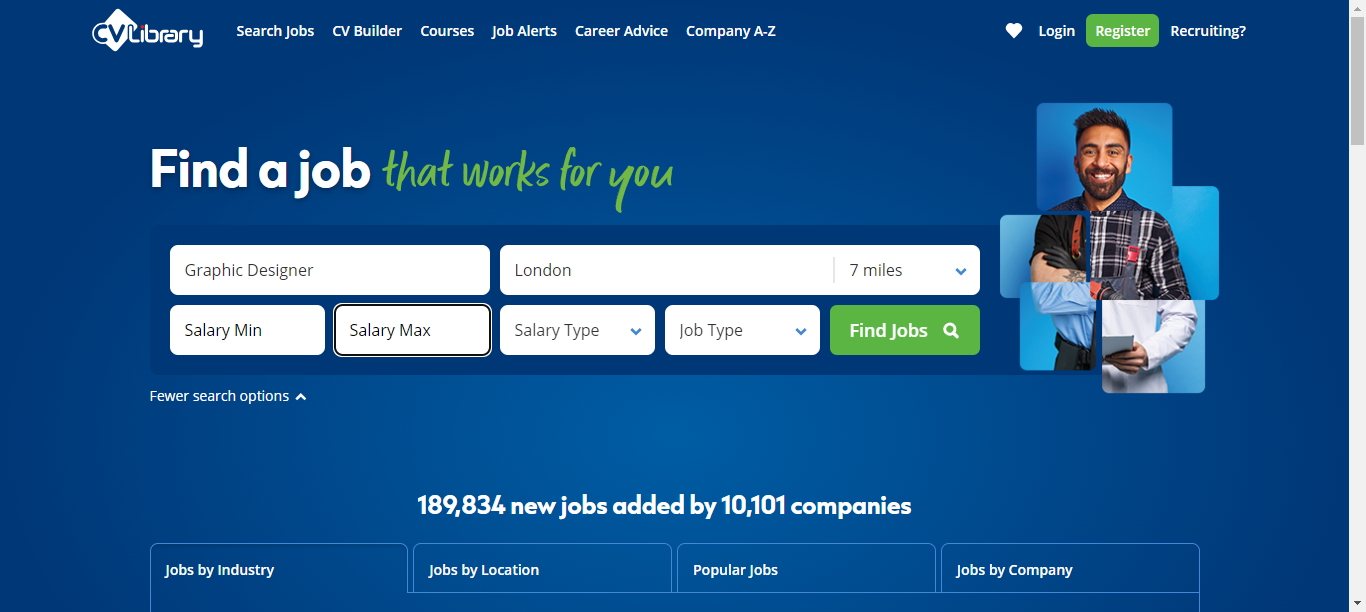 CVLibrary
Search Jobs CV Builder Courses Job Alerts Career Advice Company A-Z Login Register Recruiting?
Find a job that works for you
Graphic Designer London 7 miles
Salary Min Salary Max Salary Type Job Type Find Jobs
Fewer search options
189,834 new jobs added by 10,101 companies
Jobs by Industry Jobs by Location Popular Jobs Jobs by Company